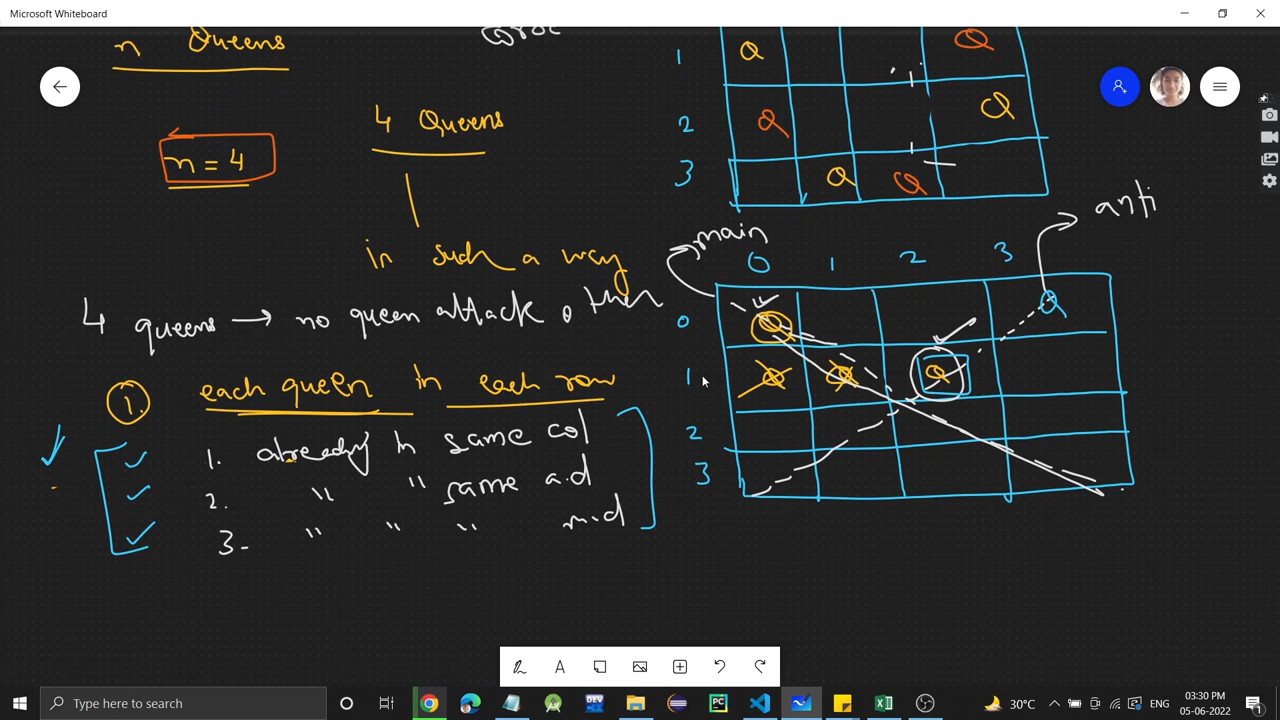 Microsoft Whiteboard
n Queens
n = 4
4 Queens
in such a way
4 queens → no queen attack other
1. each queen in each row
1. already in same col
2. " " same a.d
3- " " " m.d
1 Q Q
2 Q Q
3 Q Q
main
anti
0 1 2 3
0 Q Q
1 Q Q Q
2
3
Type here to search
30°C
ENG
03:30 PM
05-06-2022